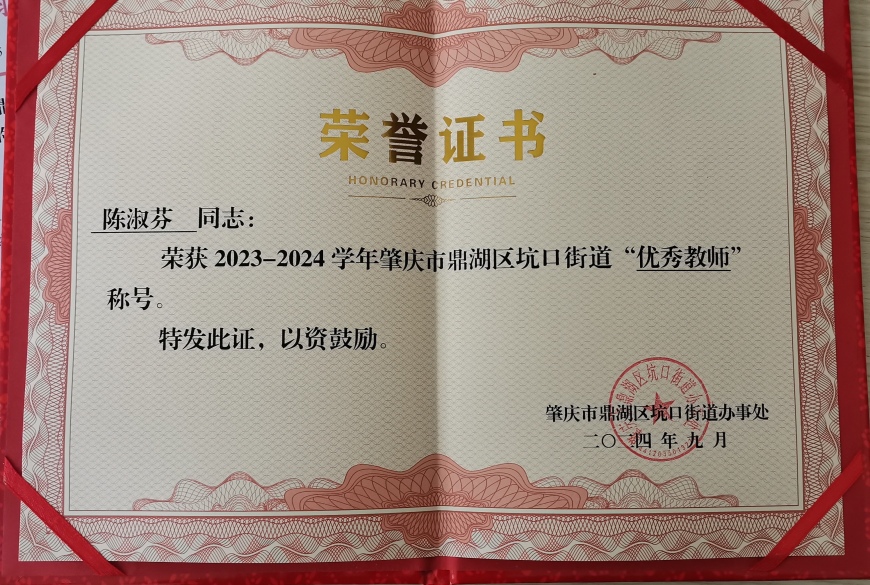 荣誉证书
HONORARY CREDENTIAL
陈淑芬 同志：
荣获 2023-2024 学年肇庆市鼎湖区坑口街道“优秀教师”
称号。
特发此证，以资鼓励。
肇庆市鼎湖区坑口街道办事处
二〇二四年九月